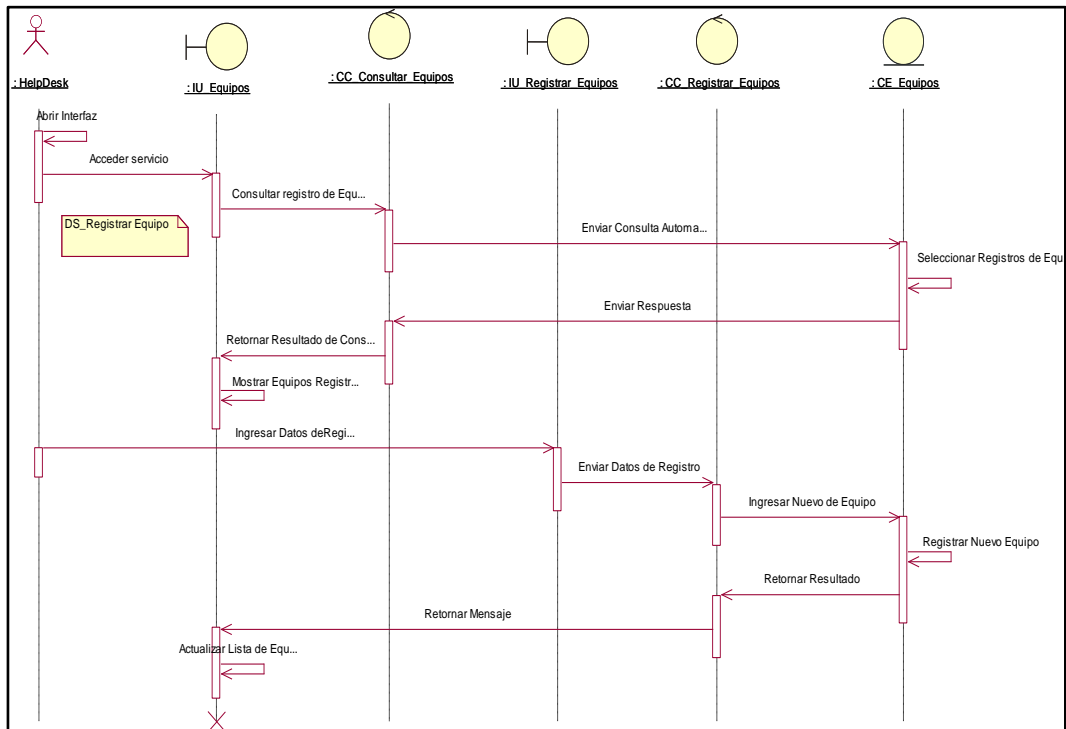 : HelpDesk
: IU_Equipos
: CC_Consultar_Equipos
: IU_Registrar_Equipos
: CC_Registrar_Equipos
: CE_Equipos
Abrir Interfaz
Acceder servicio
Consultar registro de Equ...
DS_Registrar Equipo
Enviar Consulta Automa...
Seleccionar Registros de Equ
Enviar Respuesta
Retornar Resultado de Cons...
Mostrar Equipos Registr...
Ingresar Datos deRegi...
Enviar Datos de Registro
Ingresar Nuevo de Equipo
Registrar Nuevo Equipo
Retornar Resultado
Retornar Mensaje
Actualizar Lista de Equ...